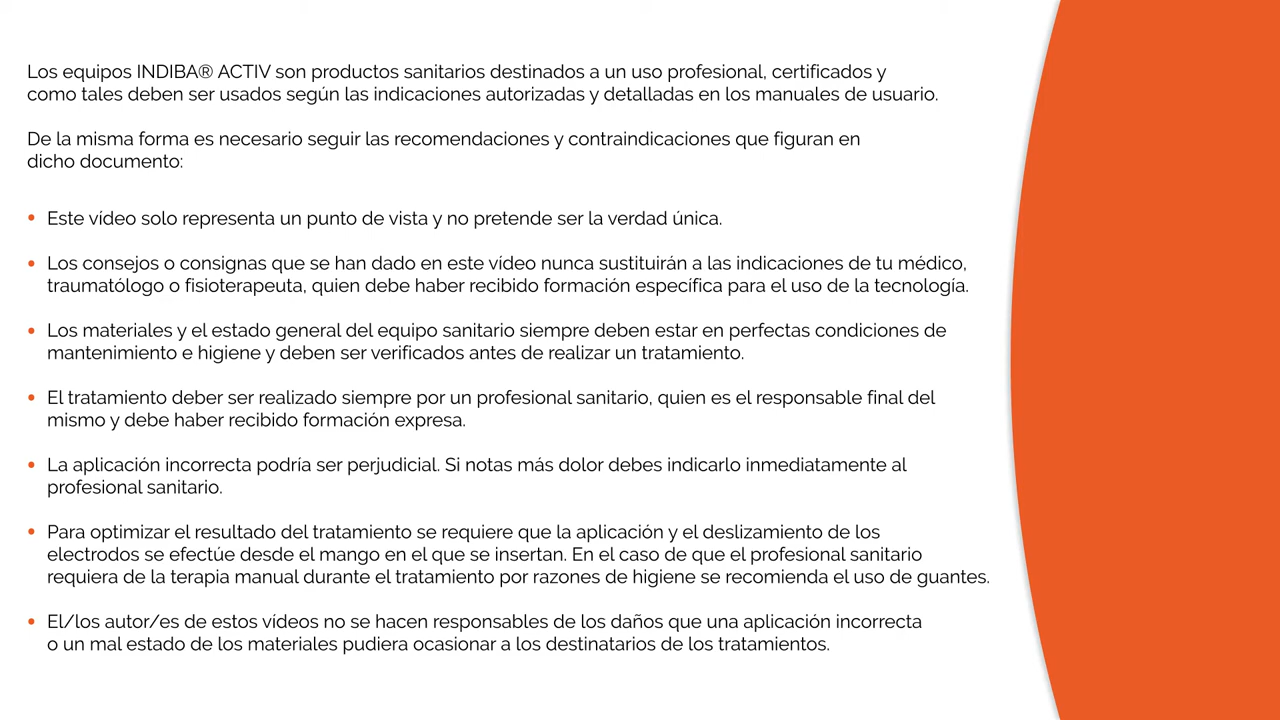 Los equipos INDIBA® ACTIV son productos sanitarios destinados a un uso profesional, certificados y
como tales deben ser usados según las indicaciones autorizadas y detalladas en los manuales de usuario.
De la misma forma es necesario seguir las recomendaciones y contraindicaciones que figuran en
dicho documento:
• Este vídeo solo representa un punto de vista y no pretende ser la verdad única.
• Los consejos o consignas que se han dado en este vídeo nunca sustituirán a las indicaciones de tu médico,
traumatólogo o fisioterapeuta, quien debe haber recibido formación específica para el uso de la tecnología.
• Los materiales y el estado general del equipo sanitario siempre deben estar en perfectas condiciones de
mantenimiento e higiene y deben ser verificados antes de realizar un tratamiento.
• El tratamiento deber ser realizado siempre por un profesional sanitario, quien es el responsable final del
mismo y debe haber recibido formación expresa.
• La aplicación incorrecta podría ser perjudicial. Si notas más dolor debes indicarlo inmediatamente al
profesional sanitario.
• Para optimizar el resultado del tratamiento se requiere que la aplicación y el deslizamiento de los
electrodos se efectúe desde el mango en el que se insertan. En el caso de que el profesional sanitario
requiera de la terapia manual durante el tratamiento por razones de higiene se recomienda el uso de guantes.
• El/los autor/es de estos vídeos no se hacen responsables de los daños que una aplicación incorrecta
o un mal estado de los materiales pudiera ocasionar a los destinatarios de los tratamientos.